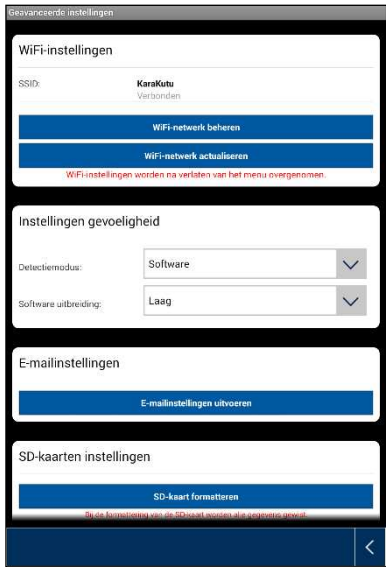 Geavanceerde instellingen
WiFi-instellingen
SSID: KaraKutu
Verbonden
WiFi-netwerk beheren
WiFi-netwerk actualiseren
WiFi-instellingen worden na verlaten van het menu overgenomen.
Instellingen gevoeligheid
Detectiemodus: Software
Software uitbreiding: Laag
E-mailinstellingen
E-mailinstellingen uitvoeren
SD-kaarten instellingen
SD-kaart formatteren
Bij de formattering van de SD-kaart worden alle gegevens gewist.